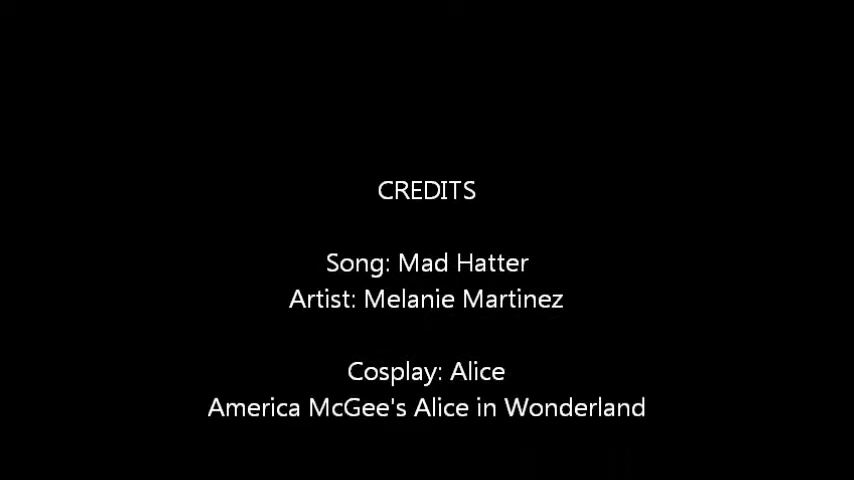 CREDITS
Song: Mad Hatter
Artist: Melanie Martinez
Cosplay: Alice
America McGee's Alice in Wonderland